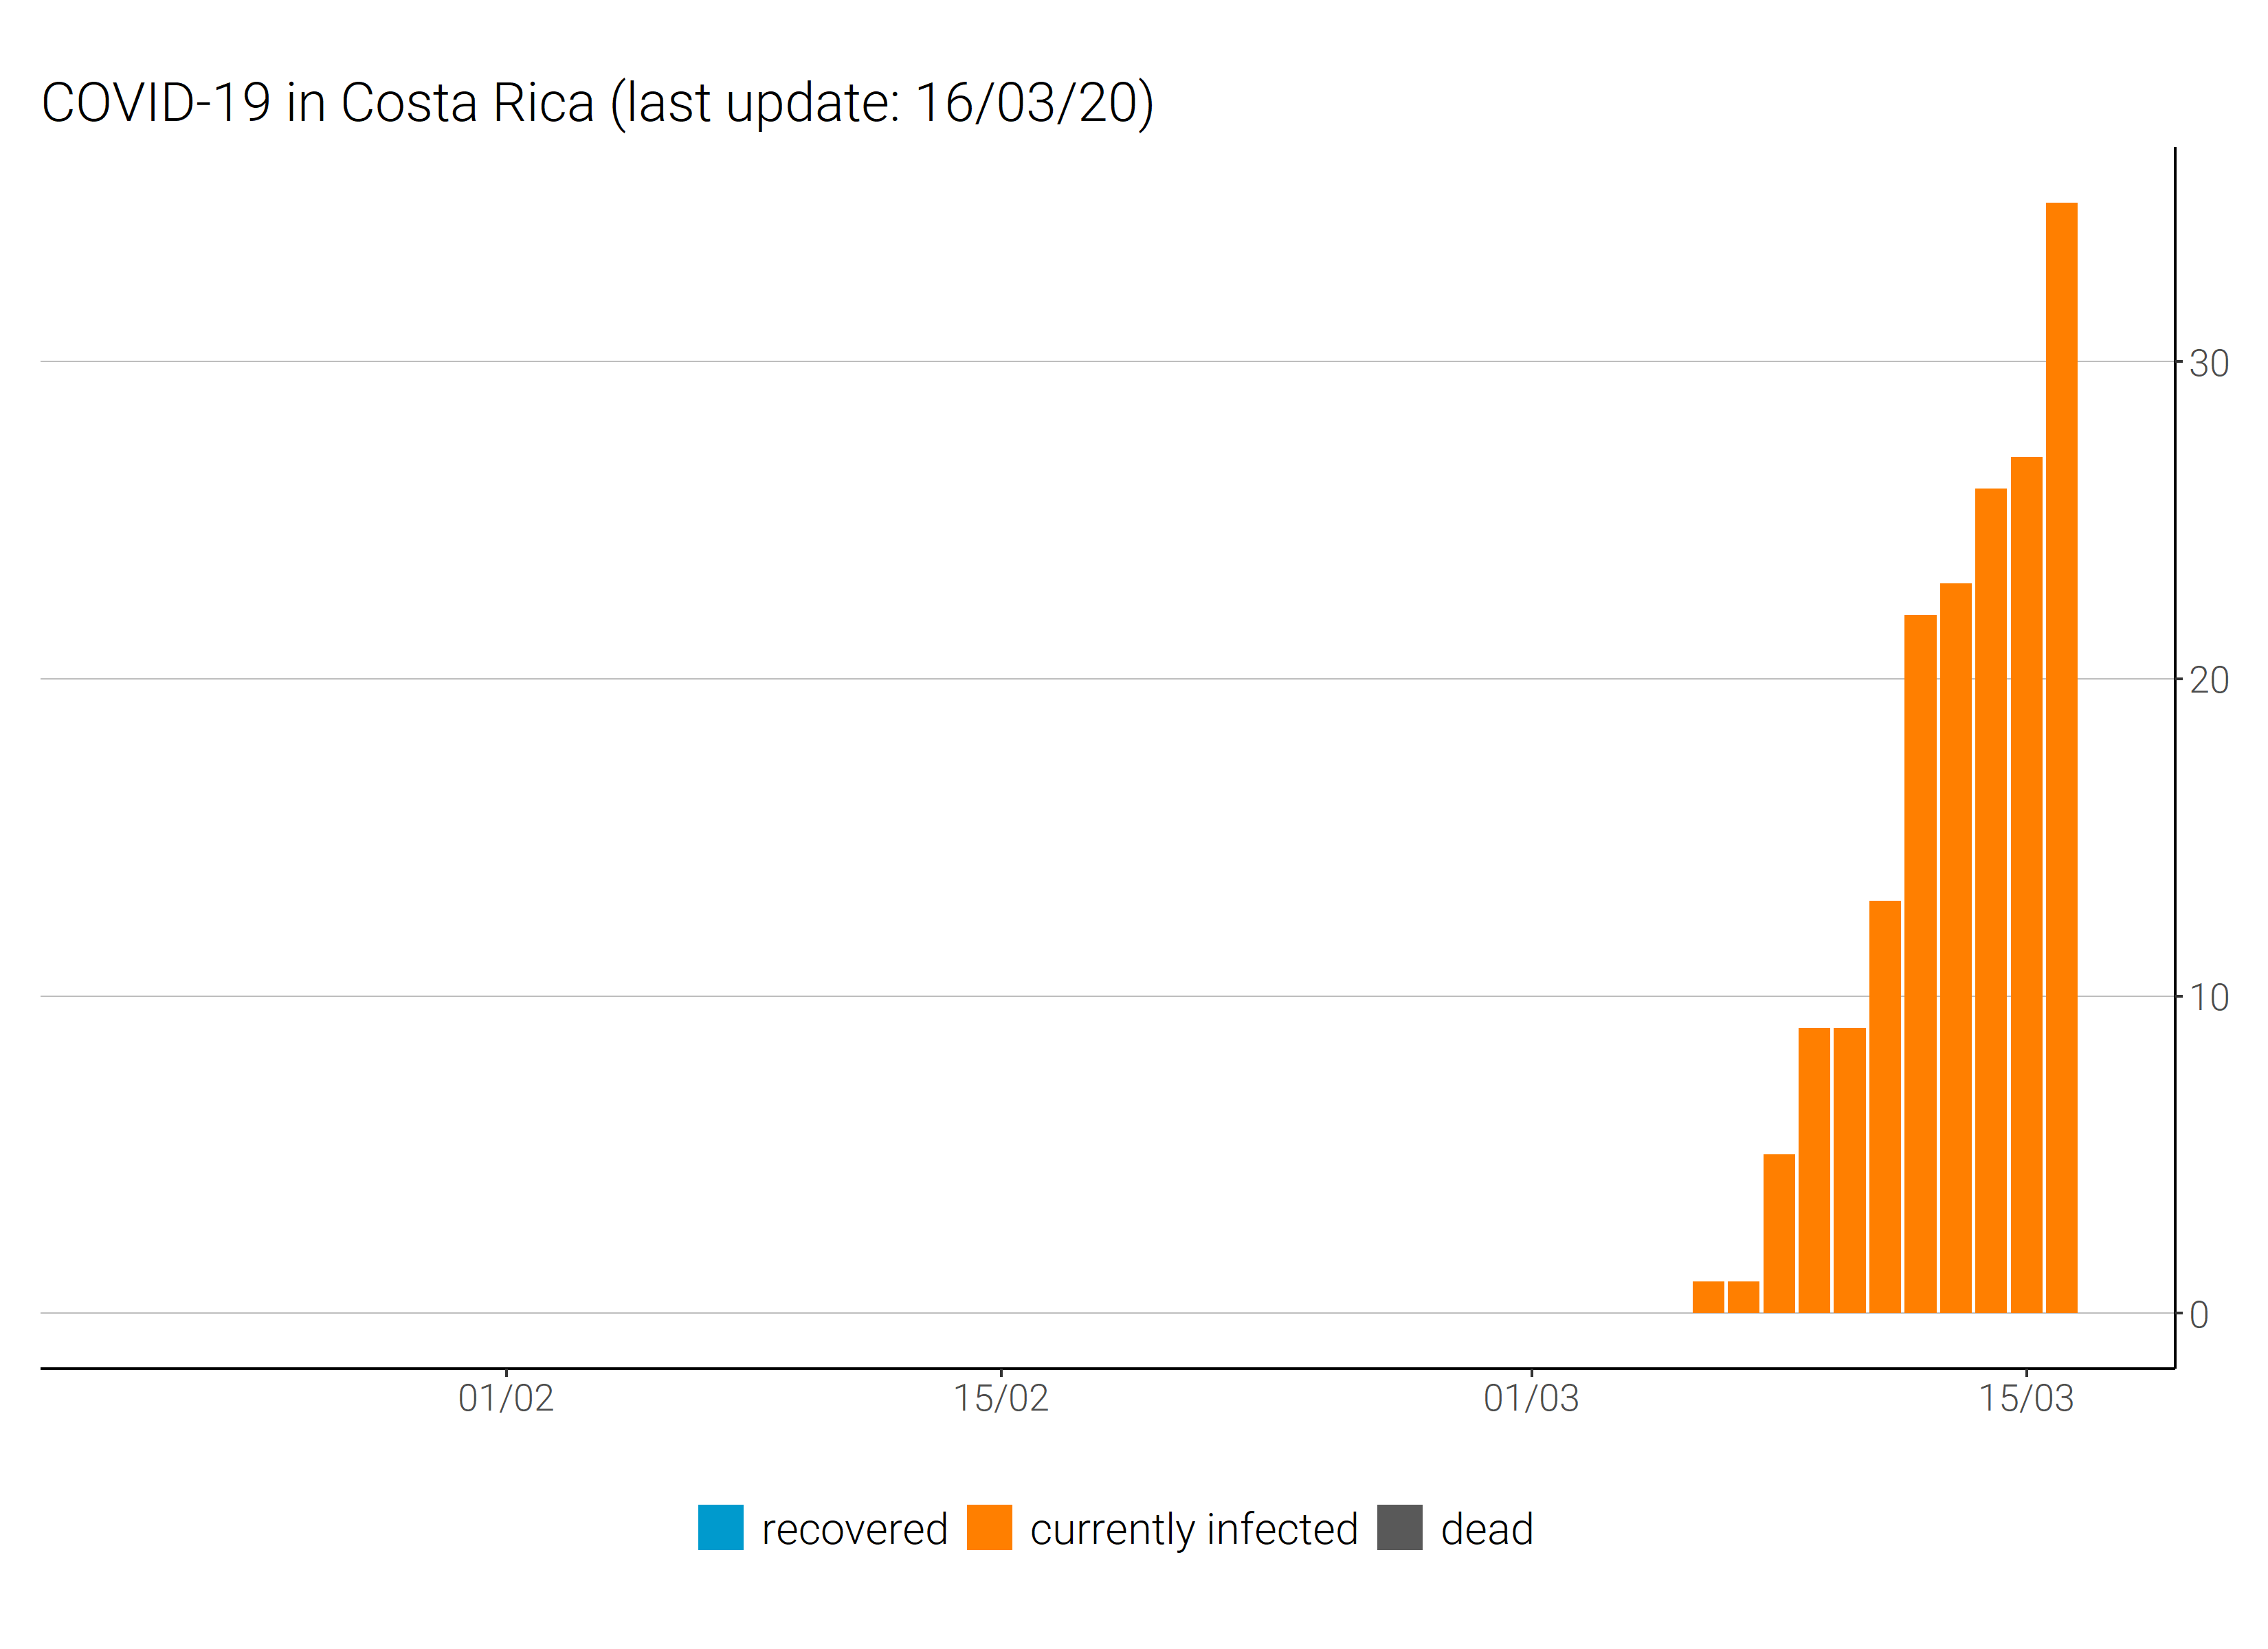 COVID-19 in Costa Rica (last update: 16/03/20)
30
20
10
0
01/02 15/02 01/03 15/03
recovered currently infected dead